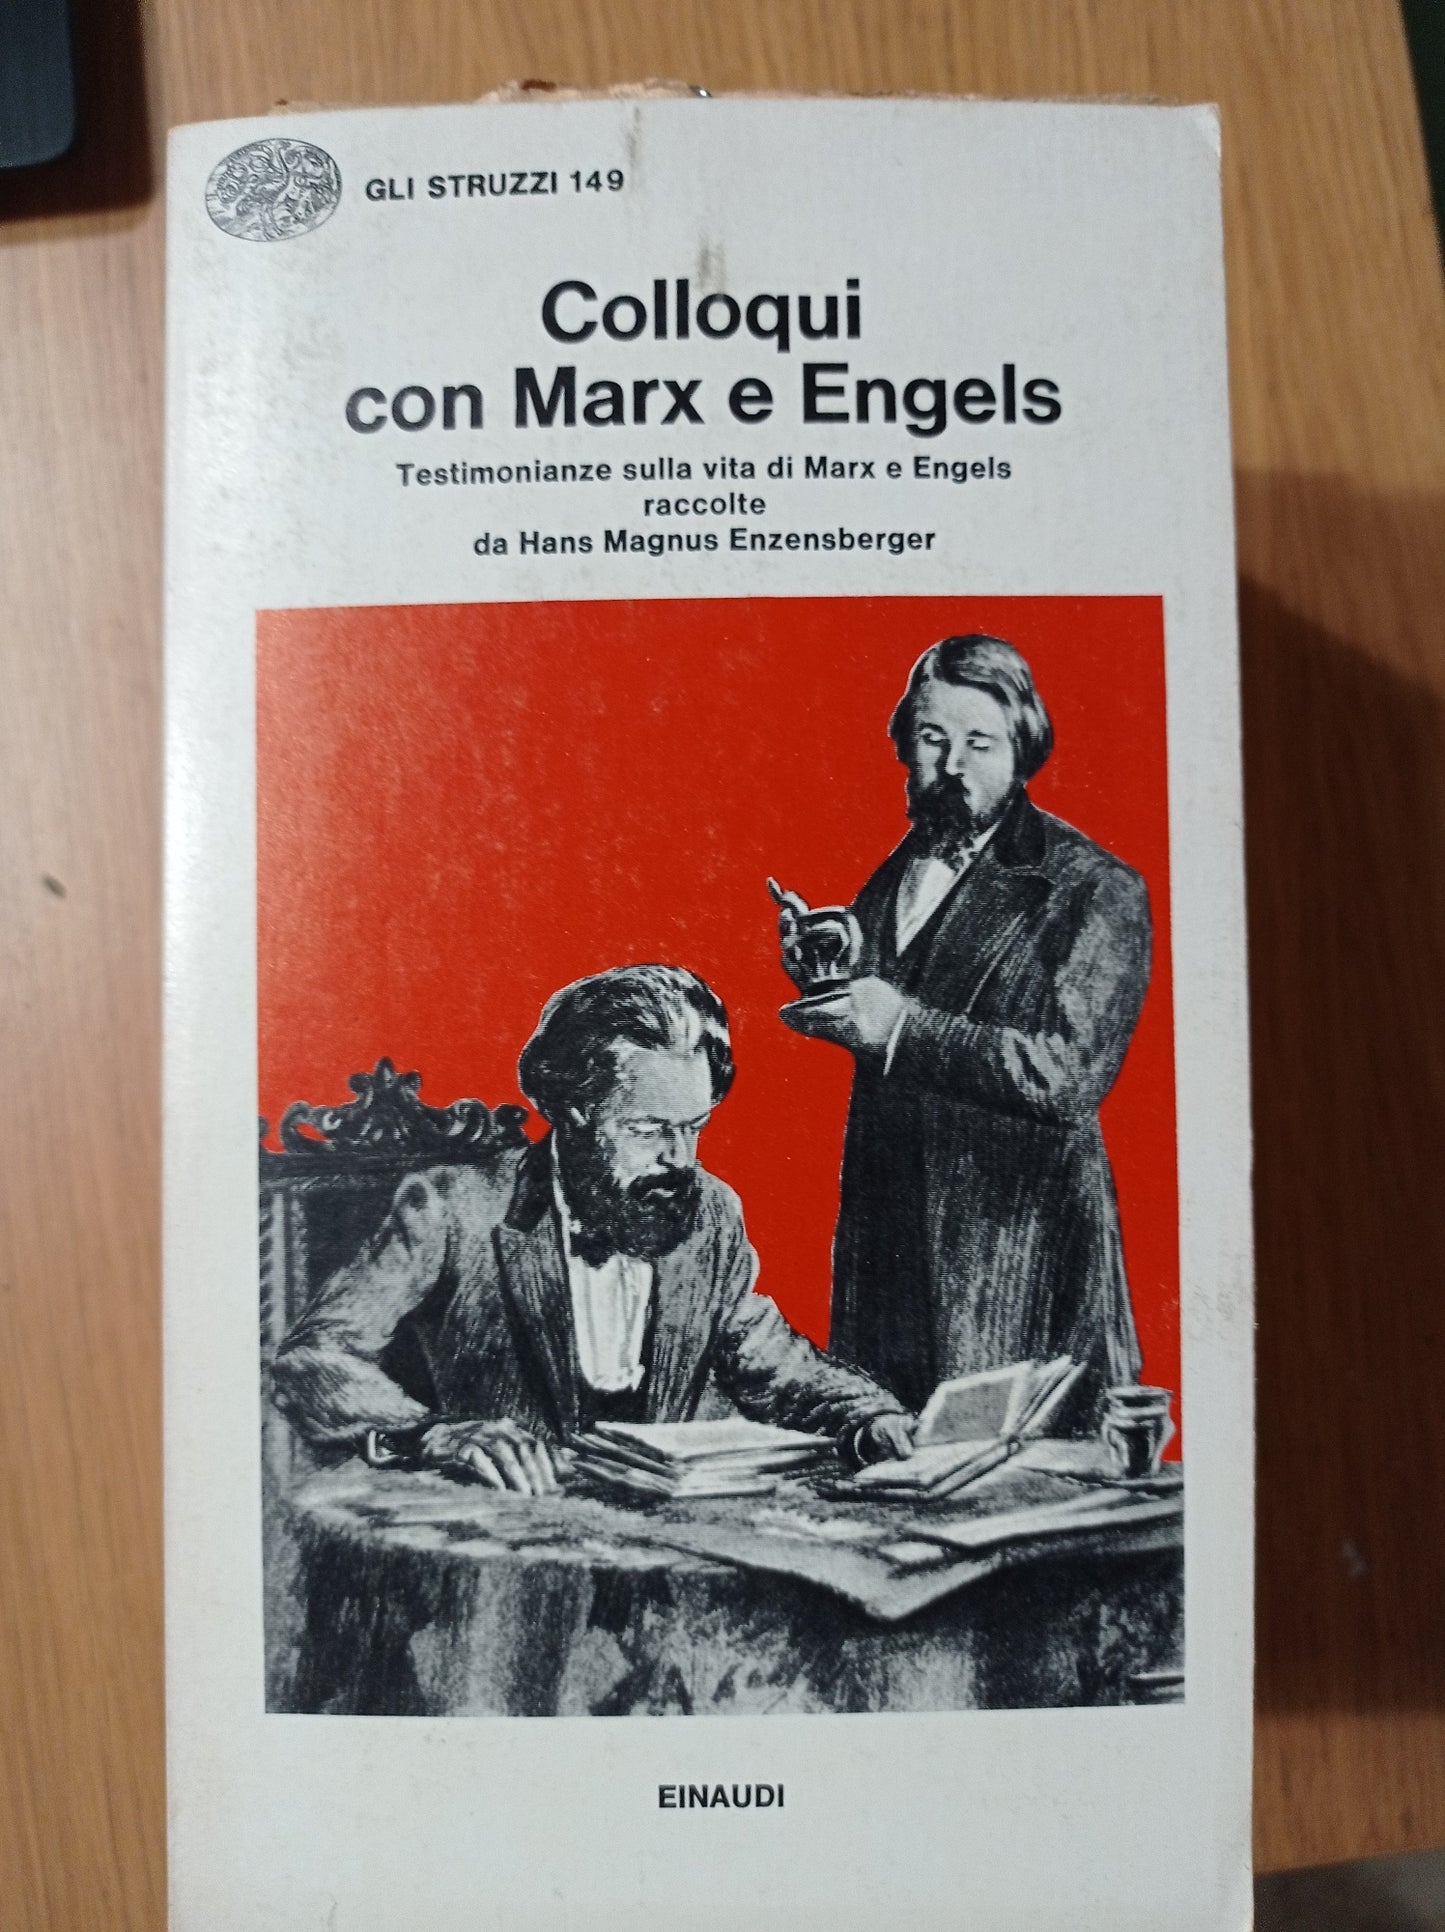 GLI STRUZZI 149
Colloqui
con Marx e Engels
Testimonianze sulla vita di Marx e Engels
raccolte
da Hans Magnus Enzensberger
EINAUDI